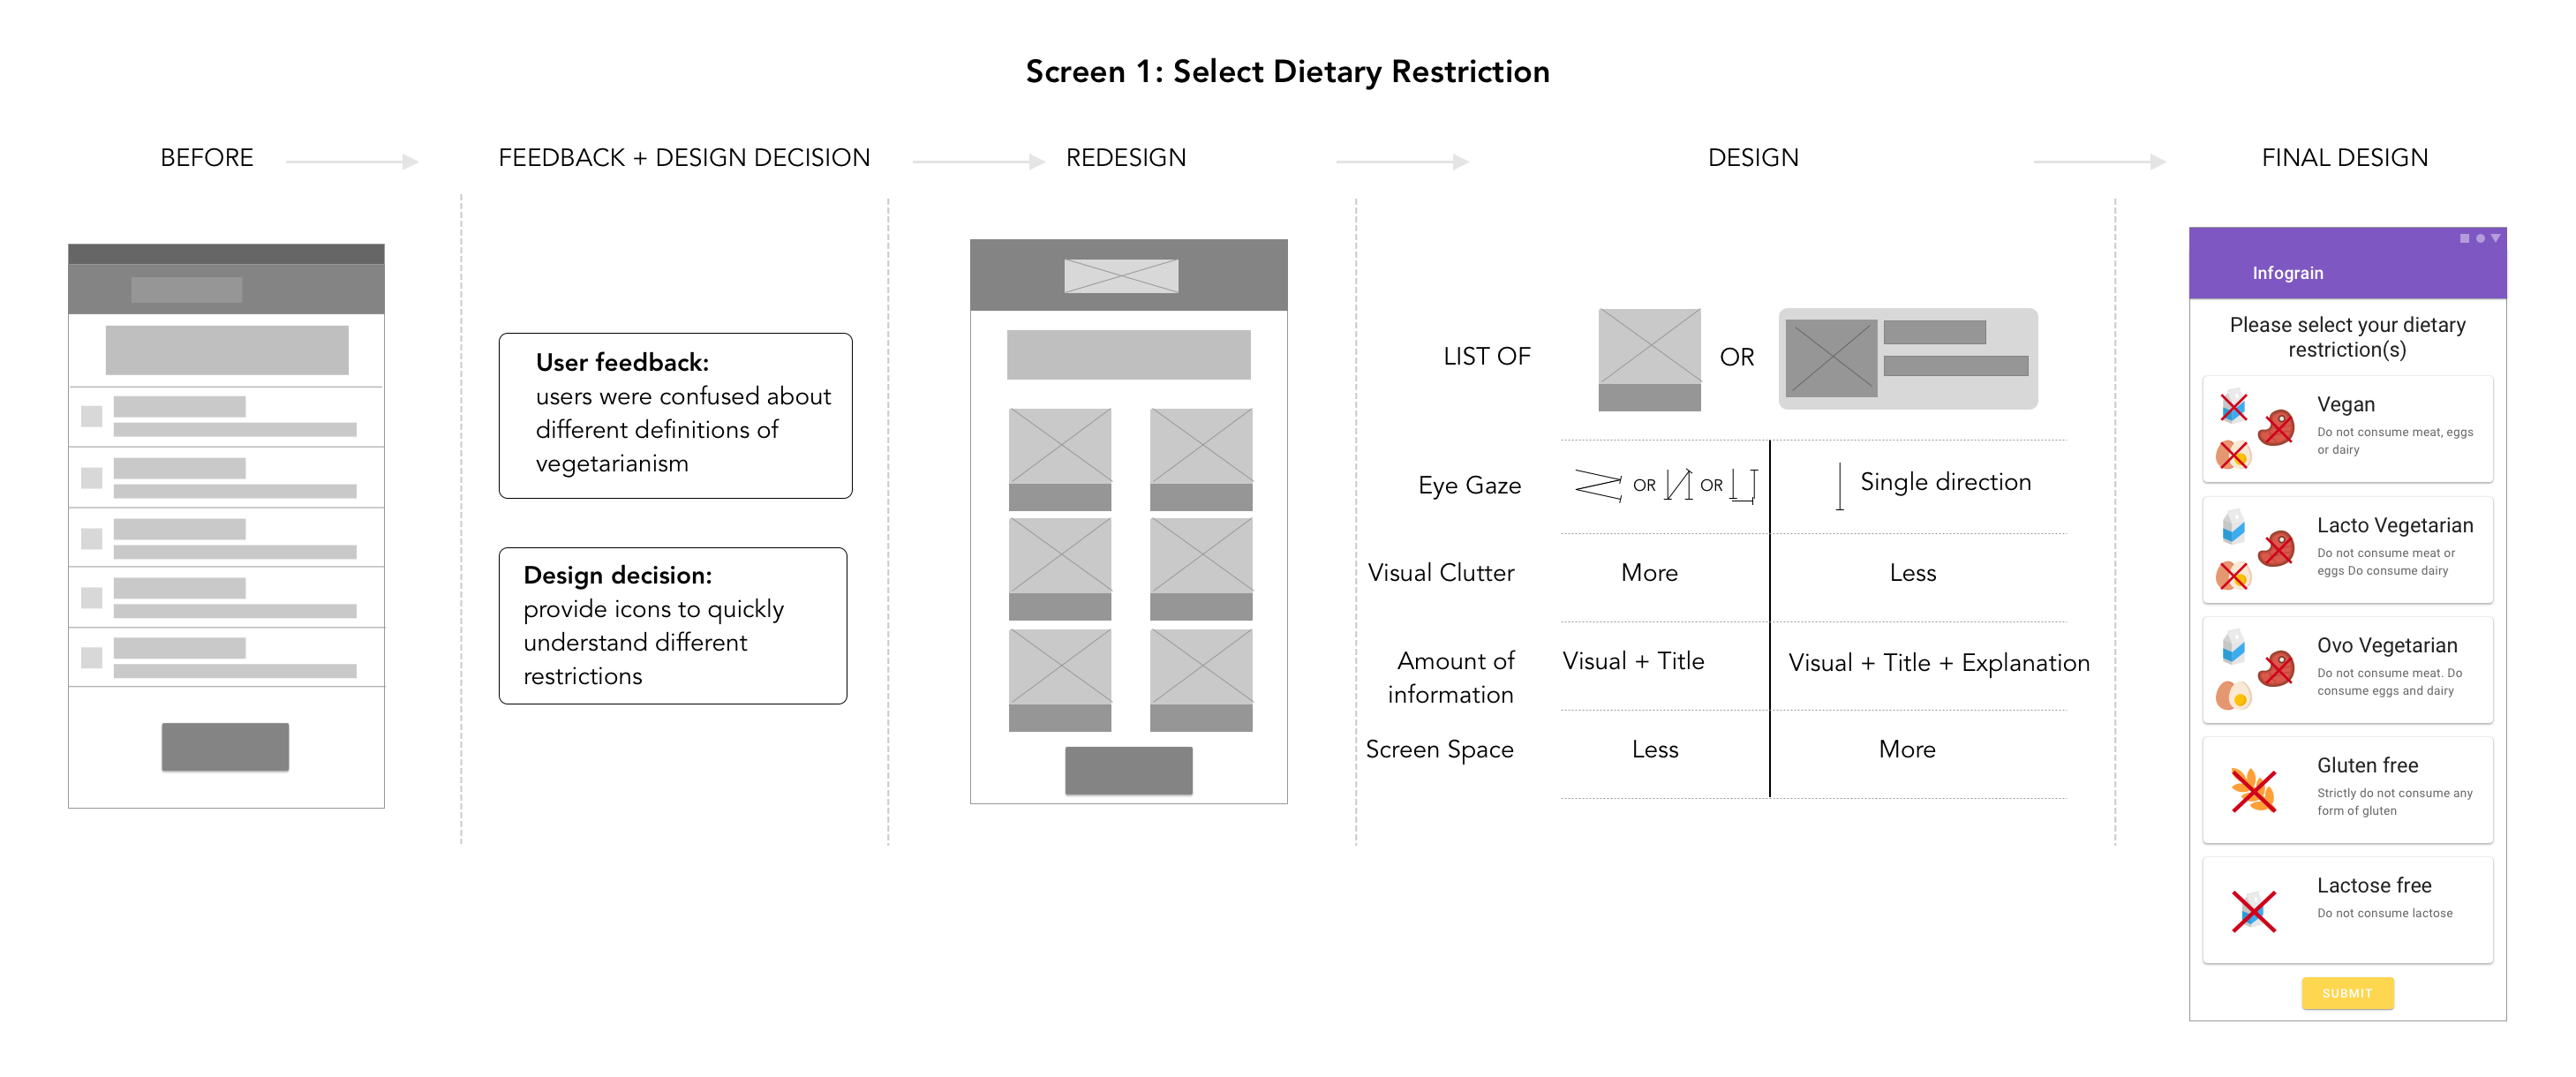 Screen 1: Select Dietary Restriction
BEFORE
FEEDBACK + DESIGN DECISION
REDESIGN
DESIGN
FINAL DESIGN
User feedback:
users were confused about
different definitions of
vegetarianism
Design decision:
provide icons to quickly
understand different
restrictions
LIST OF
OR
Eye Gaze
OR
OR
Single direction
Visual Clutter
More
Less
Amount of
information
Visual + Title
Visual + Title + Explanation
Screen Space
Less
More
Infograin
Please select your dietary
restriction(s)
Vegan
Do not consume meat, eggs
or dairy
Lacto Vegetarian
Do not consume meat or
eggs Do consume dairy
Ovo Vegetarian
Do not consume meat. Do
consume eggs and dairy
Gluten free
Strictly do not consume any
form of gluten
Lactose free
Do not consume lactose
SUBMIT